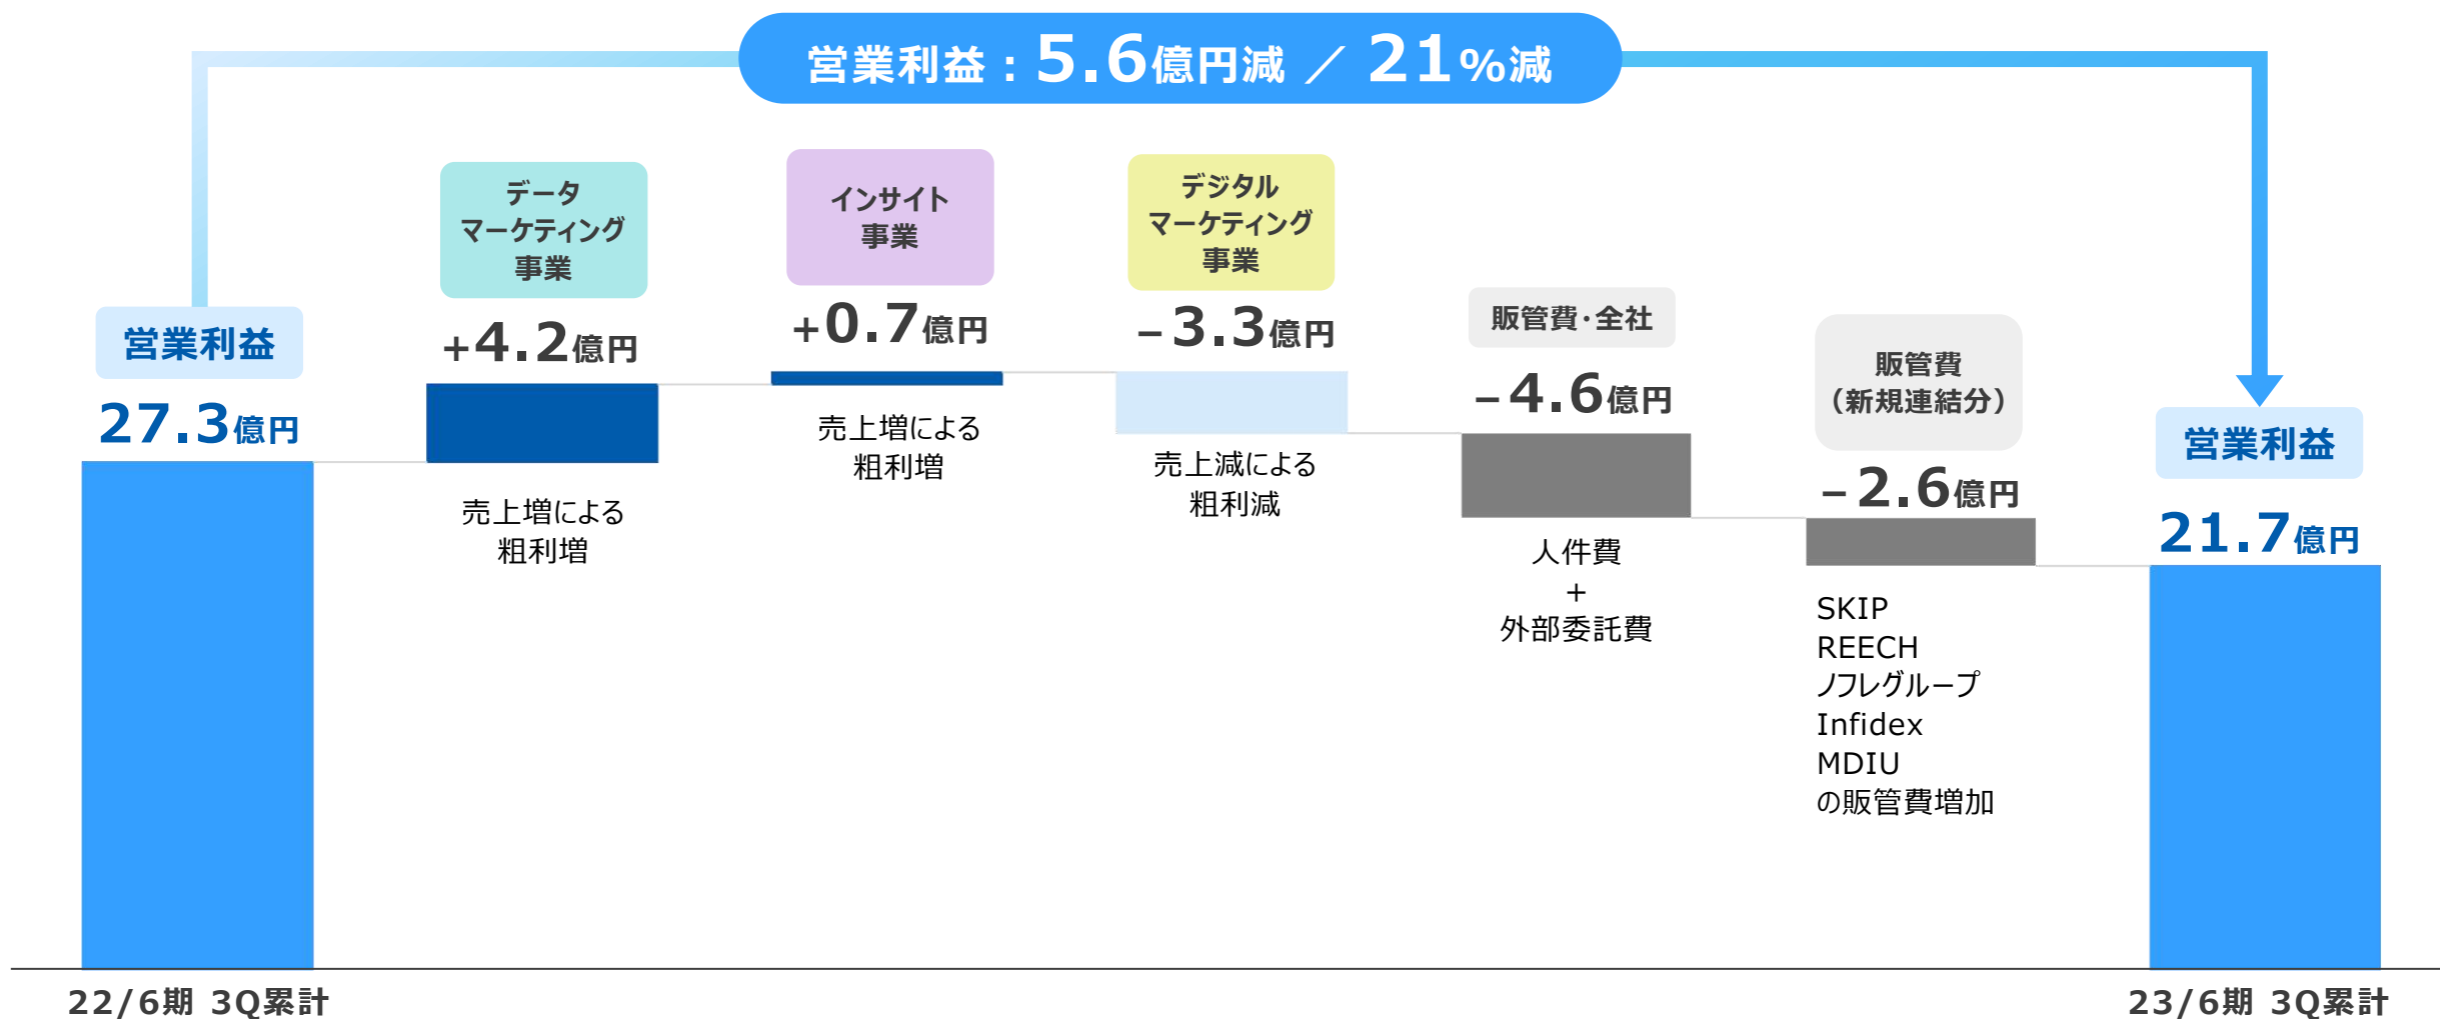 営業利益：5.6億円減 ／ 21%減
営業利益
27.3億円
データ
マーケティング
事業
+4.2億円
売上増による
粗利増
インサイト
事業
+0.7億円
売上増による
粗利増
デジタル
マーケティング
事業
−3.3億円
売上減による
粗利減
販管費・全社
−4.6億円
人件費
+
外部委託費
販管費
（新規連結分）
−2.6億円
SKIP
REECH
ノフレグループ
Infidex
MDIU
の販管費増加
営業利益
21.7億円
22/6期 3Q累計
23/6期 3Q累計